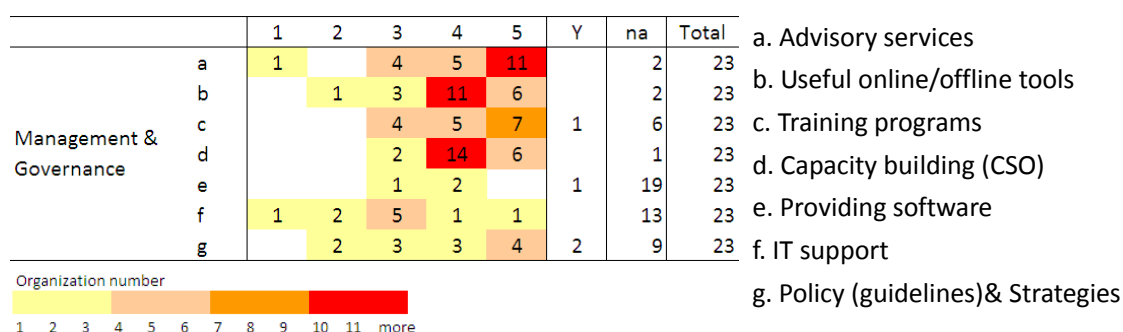 1 2 3 4 5 Y na Total
a 1 4 5 11 2 23
b 1 3 11 6 2 23
c 4 5 7 1 6 23
d 2 14 6 1 23
e 1 2 1 19 23
f 1 2 5 1 1 13 23
g 2 3 3 4 2 9 23
Management &
Governance
Organization number
1 2 3 4 5 6 7 8 9 10 11 more
a. Advisory services
b. Useful online/offline tools
c. Training programs
d. Capacity building (CSO)
e. Providing software
f. IT support
g. Policy (guidelines)& Strategies